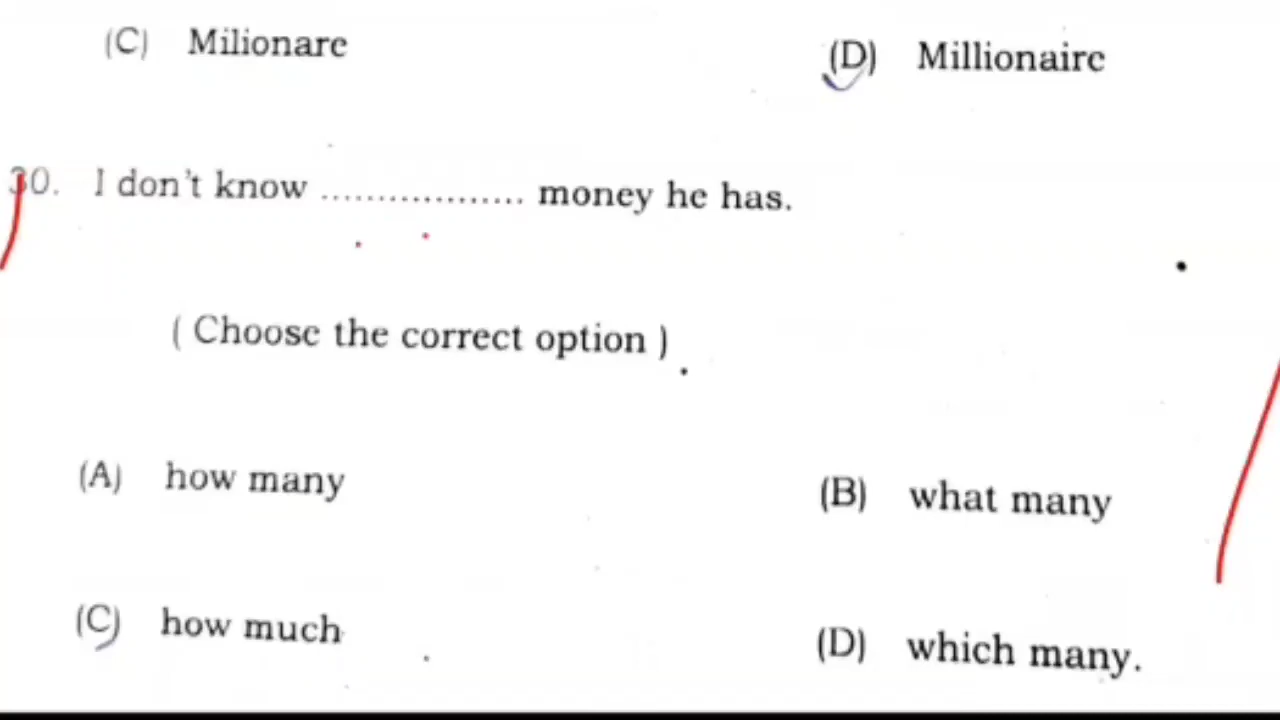 (C) Milionare
(D) Millionaire
30. I don't know .................. money he has.
( Choose the correct option )
(A) how many
(B) what many
(C) how much
(D) which many.